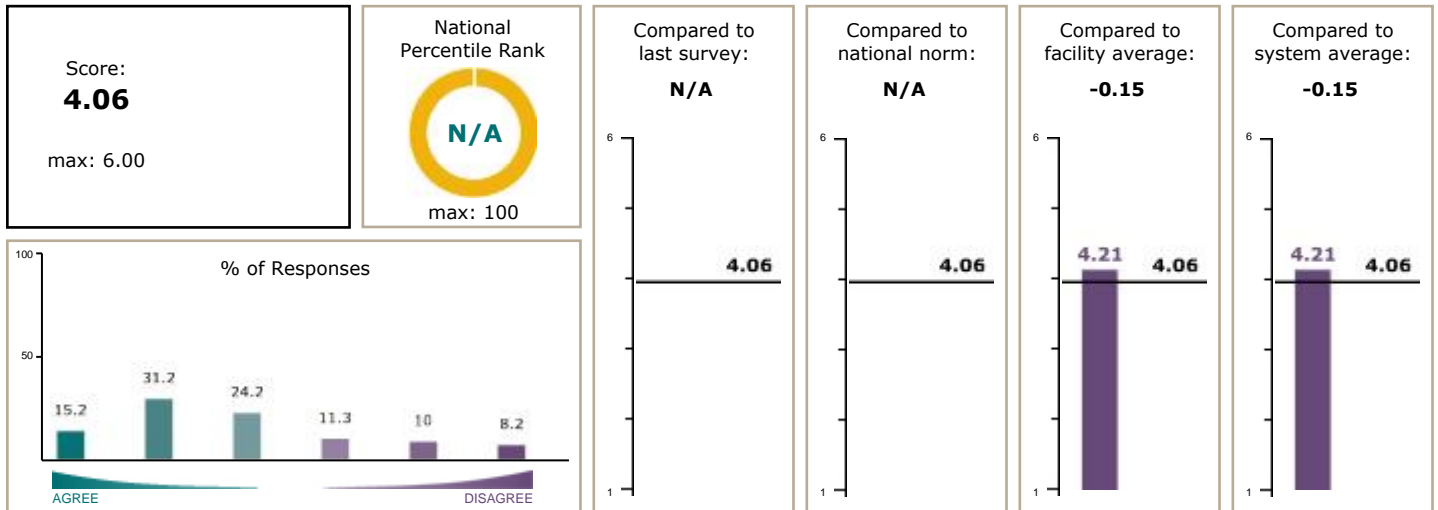 Score:
4.06
max: 6.00
National
Percentile Rank
N/A
max: 100
% of Responses
100
50
15.2
31.2
24.2
11.3
10
8.2
AGREE
DISAGREE
Compared to
last survey:
N/A
6
4.06
1
Compared to
national norm:
N/A
6
4.06
1
Compared to
facility average:
-0.15
6
4.21
4.06
1
Compared to
system average:
-0.15
6
4.21
4.06
1